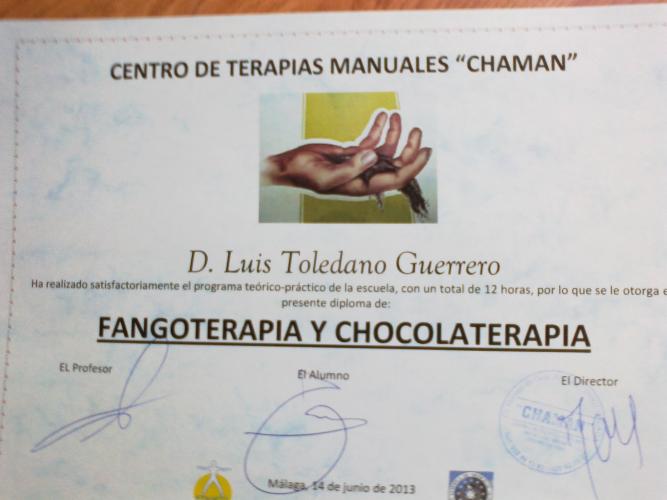 CENTRO DE TERAPIAS MANUALES “CHAMAN”
D. Luis Toledano Guerrero
Ha realizado satisfactoriamente el programa teórico-práctico de la escuela, con un total de 12 horas, por lo que se le otorga e
presente diploma de:
FANGOTERAPIA Y CHOCOLATERAPIA
EL Profesor
El Alumno
El Director
"CHAMAN"
Málaga, 14 de junio de 2013